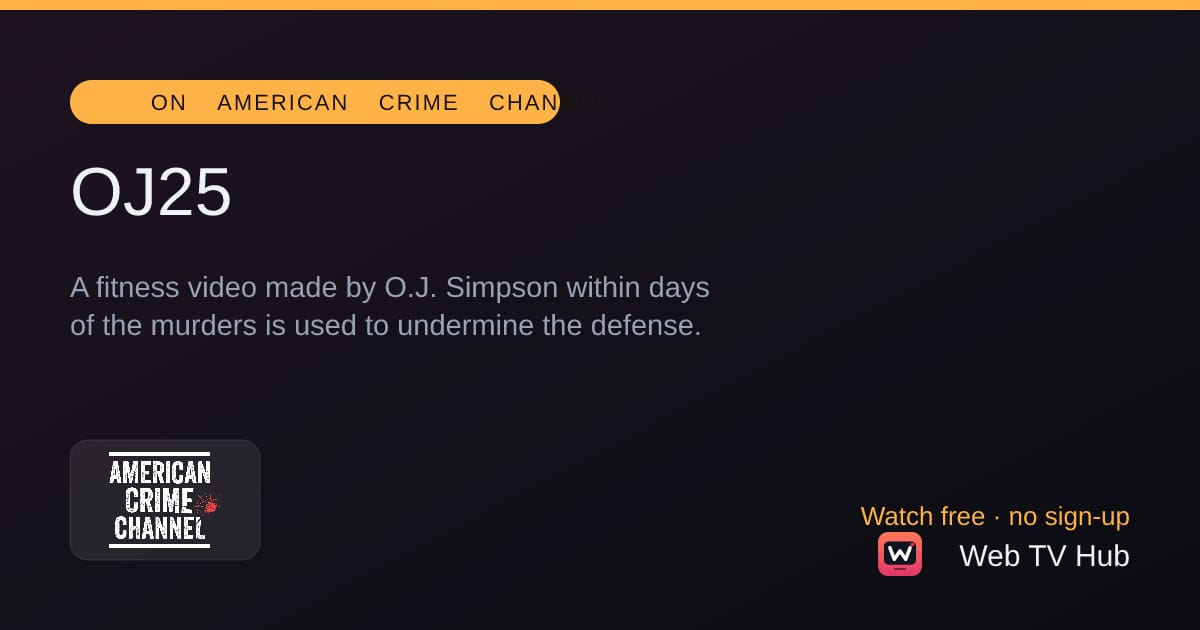 ON AMERICAN CRIME CHANNEL
OJ25
A fitness video made by O.J. Simpson within days
of the murders is used to undermine the defense.
AMERICAN
CRIME
CHANNEL
Watch free · no sign-up
W
Web TV Hub